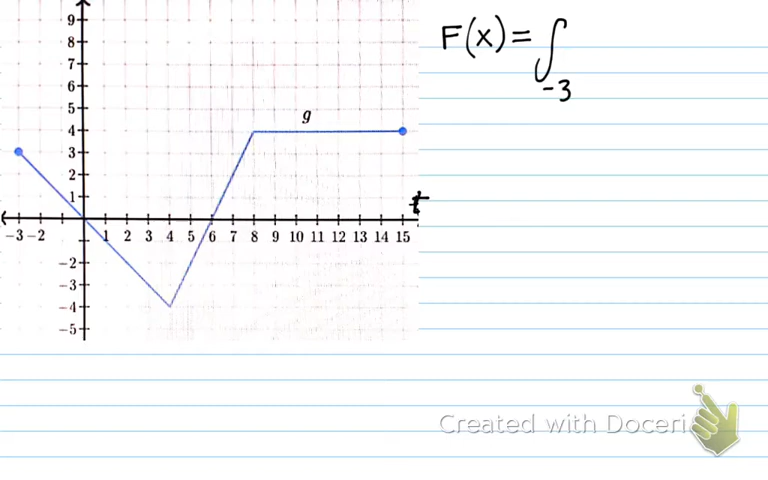 9
8
7
6
5
4
3
2
1
g
t
-3 -2 1 2 3 4 5 6 7 8 9 10 11 12 13 14 15
-2
-3
-4
-5
F(x) = ∫
-3
Created with Doceri